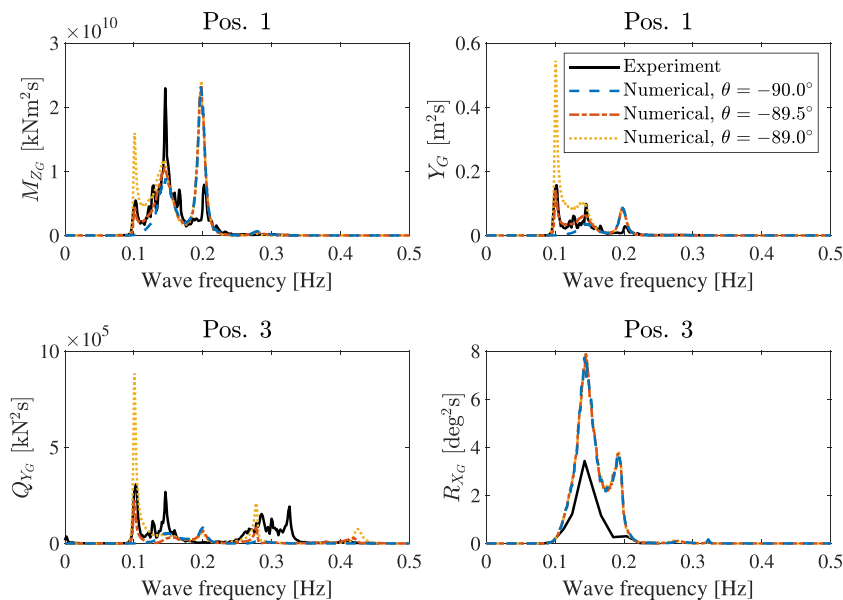 Pos. 1
× 10^10
M_{Z_G} [kNm²s]
3
2
1
0
0 0.1 0.2 0.3 0.4 0.5
Wave frequency [Hz]
Pos. 1
Y_G [m²s]
0.6
0.4
0.2
0
0 0.1 0.2 0.3 0.4 0.5
Wave frequency [Hz]
Experiment
Numerical, θ = −90.0°
Numerical, θ = −89.5°
Numerical, θ = −89.0°
Pos. 3
× 10^5
Q_{Y_G} [kN²s]
10
5
0
0 0.1 0.2 0.3 0.4 0.5
Wave frequency [Hz]
Pos. 3
R_{X_G} [deg²s]
8
6
4
2
0
0 0.1 0.2 0.3 0.4 0.5
Wave frequency [Hz]